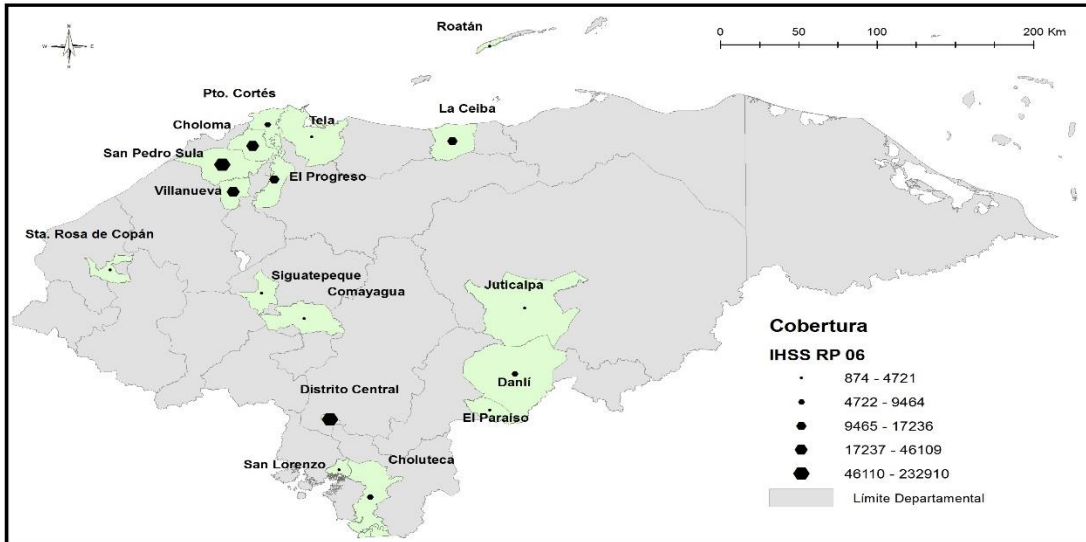 Roatán
0 50 100 200 Km
N
W E
S
Pto. Cortés
La Ceiba
Choloma
Tela
San Pedro Sula
El Progreso
Villanueva
Sta. Rosa de Copán
Siguatepeque
Comayagua
Juticalpa
Distrito Central
Danlí
El Paraiso
San Lorenzo
Choluteca
Cobertura
IHSS RP 06
874 - 4721
4722 - 9464
9465 - 17236
17237 - 46109
46110 - 232910
Límite Departamental